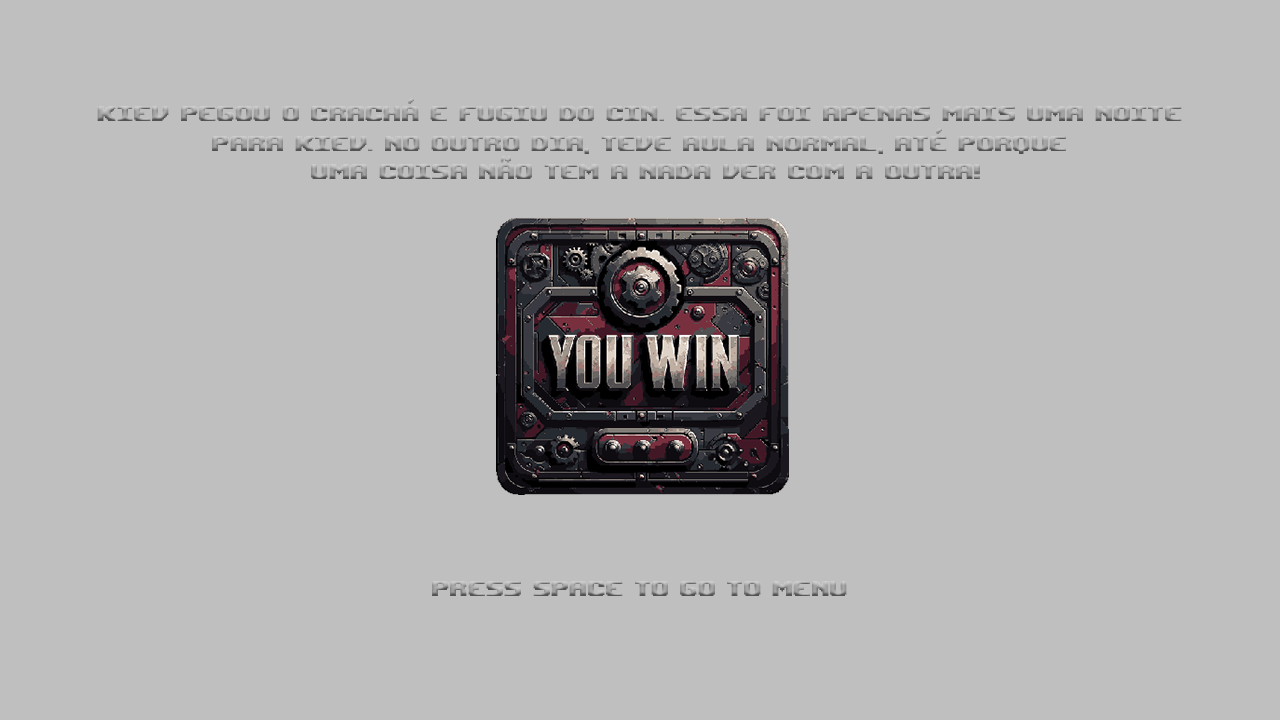 KIEV PEGOU O CRACHÁ E FUGIU DO CIN. ESSA FOI APENAS MAIS UMA NOITE
PARA KIEV. NO OUTRO DIA, TEVE AULA NORMAL, ATÉ PORQUE
UMA COISA NÃO TEM A NADA VER COM A OUTRA!
YOU WIN
PRESS SPACE TO GO TO MENU